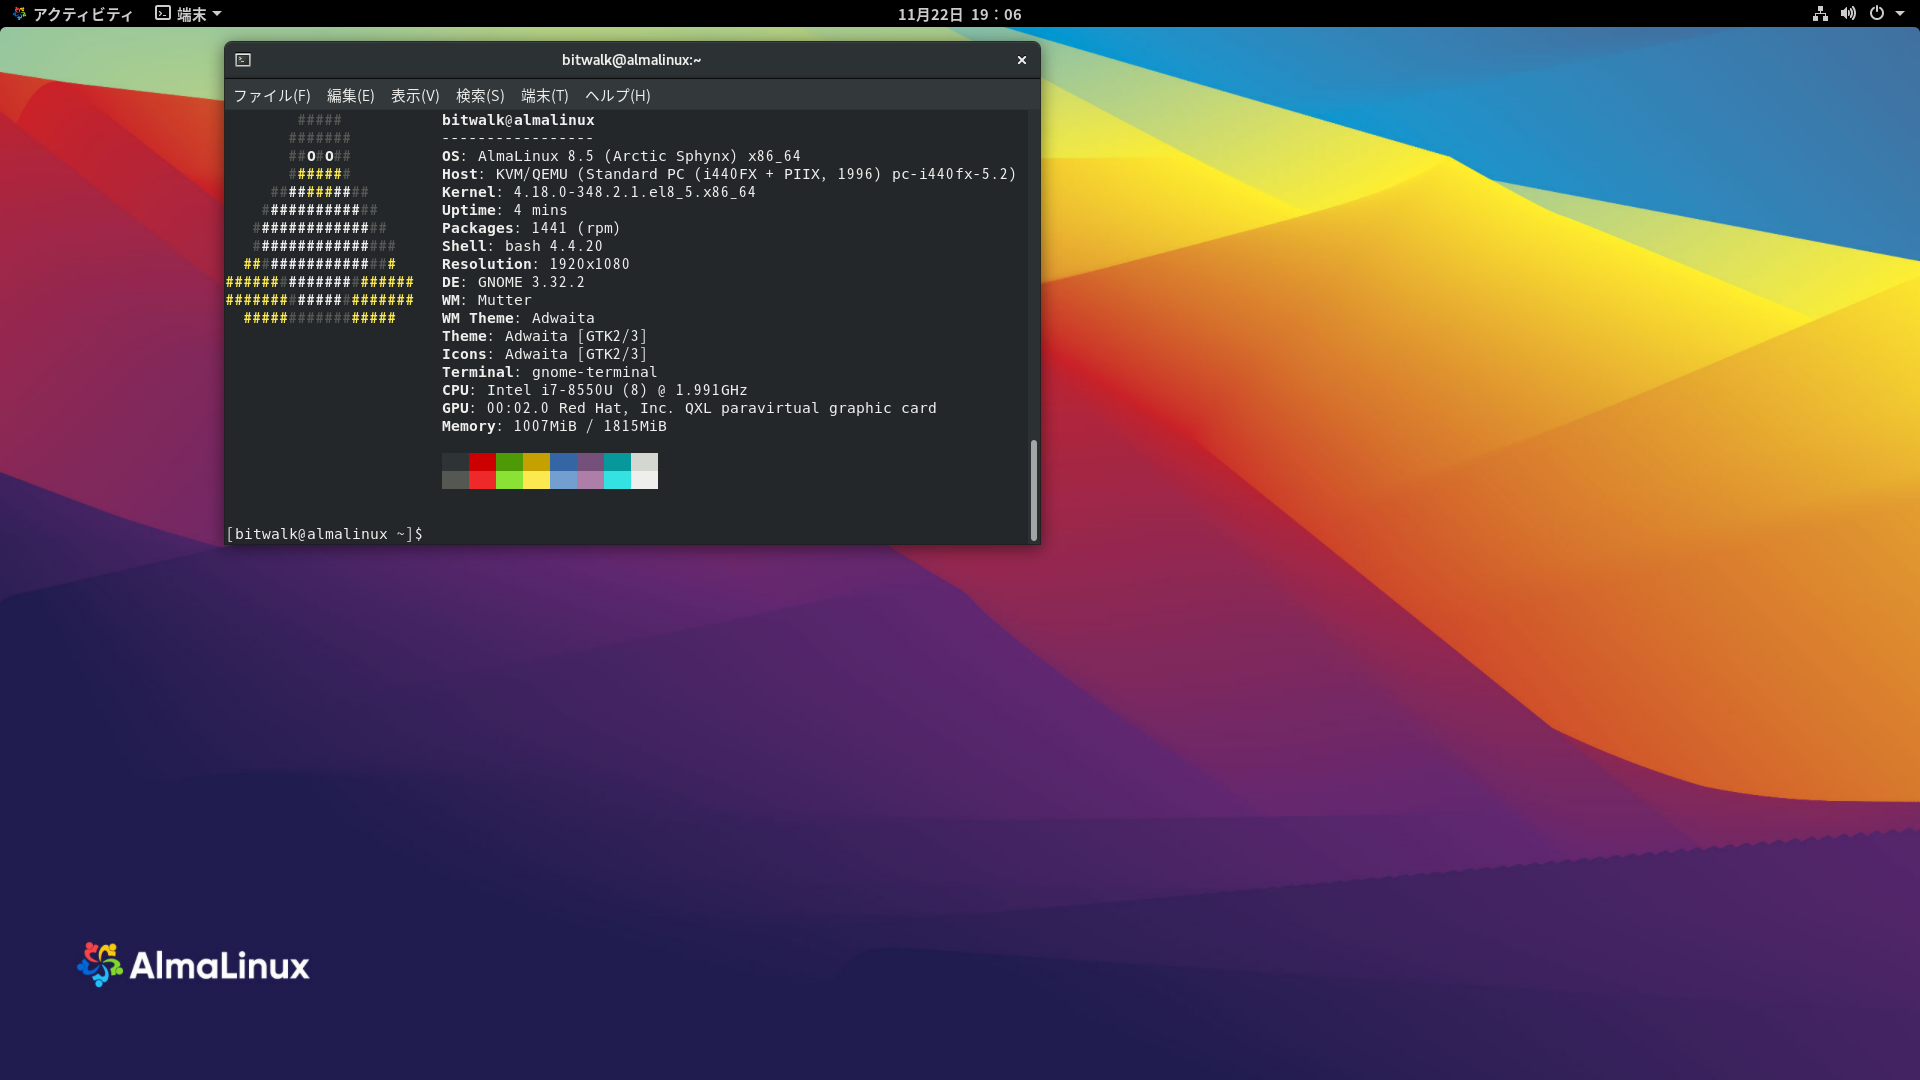 アクティビティ 端末 11月22日 19：06
bitwalk@almalinux:~
ファイル(F) 編集(E) 表示(V) 検索(S) 端末(T) ヘルプ(H)
##### bitwalk@almalinux
####### -----------------
##O#O## OS: AlmaLinux 8.5 (Arctic Sphynx) x86_64
####### Host: KVM/QEMU (Standard PC (i440FX + PIIX, 1996) pc-i440fx-5.2)
########### Kernel: 4.18.0-348.2.1.el8_5.x86_64
############# Uptime: 4 mins
############### Packages: 1441 (rpm)
################ Shell: bash 4.4.20
################# Resolution: 1920x1080
##################### DE: GNOME 3.32.2
##################### WM: Mutter
################# WM Theme: Adwaita
Theme: Adwaita [GTK2/3]
Icons: Adwaita [GTK2/3]
Terminal: gnome-terminal
CPU: Intel i7-8550U (8) @ 1.991GHz
GPU: 00:02.0 Red Hat, Inc. QXL paravirtual graphic card
Memory: 1007MiB / 1815MiB
[bitwalk@almalinux ~]$
AlmaLinux